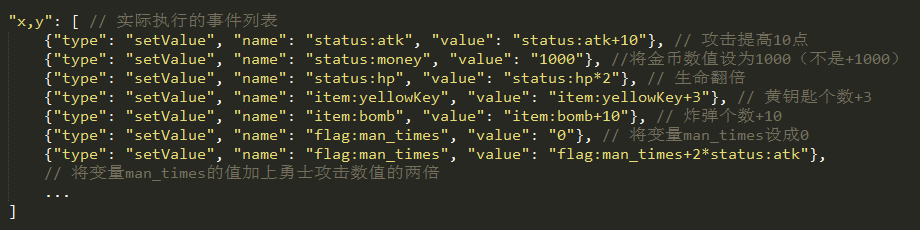 "x,y": [ // 实际执行的事件列表
{"type": "setValue", "name": "status:atk", "value": "status:atk+10"}, // 攻击提高10点
{"type": "setValue", "name": "status:money", "value": "1000"}, //将金币数值设为1000（不是+1000）
{"type": "setValue", "name": "status:hp", "value": "status:hp*2"}, // 生命翻倍
{"type": "setValue", "name": "item:yellowKey", "value": "item:yellowKey+3"}, // 黄钥匙个数+3
{"type": "setValue", "name": "item:bomb", "value": "item:bomb+10"}, // 炸弹个数+10
{"type": "setValue", "name": "flag:man_times", "value": "0"}, // 将变量man_times设成0
{"type": "setValue", "name": "flag:man_times", "value": "flag:man_times+2*status:atk"},
// 将变量man_times的值加上勇士攻击数值的两倍
...
]